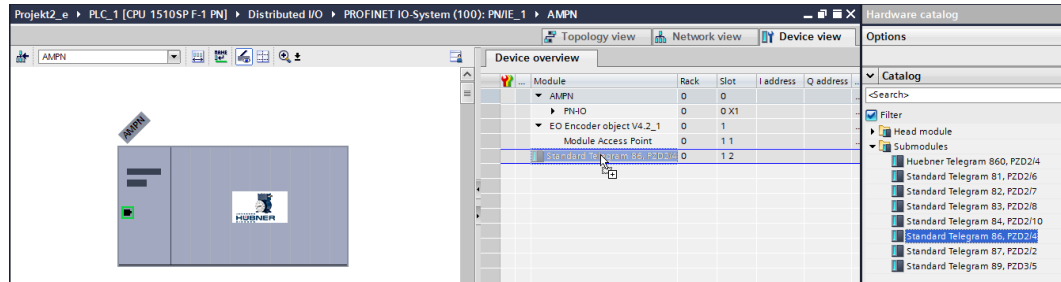 Projekt2_e ▸ PLC_1 [CPU 1510SP F-1 PN] ▸ Distributed I/O ▸ PROFINET IO-System (100): PN/IE_1 ▸ AMPN
Hardware catalog
Topology view Network view Device view
Options
AMPN
Device overview
Module Rack Slot I address Q address
Catalog
AMPN 0 0
<Search>
PN-IO 0 0 X1
Filter
EO Encoder object V4.2_1 0 1
Head module
Module Access Point 0 1 1
Submodules
Standard Telegram 86, PZD2/4 0 1 2
Huebner Telegram 860, PZD2/4
Standard Telegram 81, PZD2/6
Standard Telegram 82, PZD2/7
Standard Telegram 83, PZD2/8
Standard Telegram 84, PZD2/10
Standard Telegram 86, PZD2/4
Standard Telegram 87, PZD2/2
Standard Telegram 89, PZD3/5
AMPN
HÜBNER